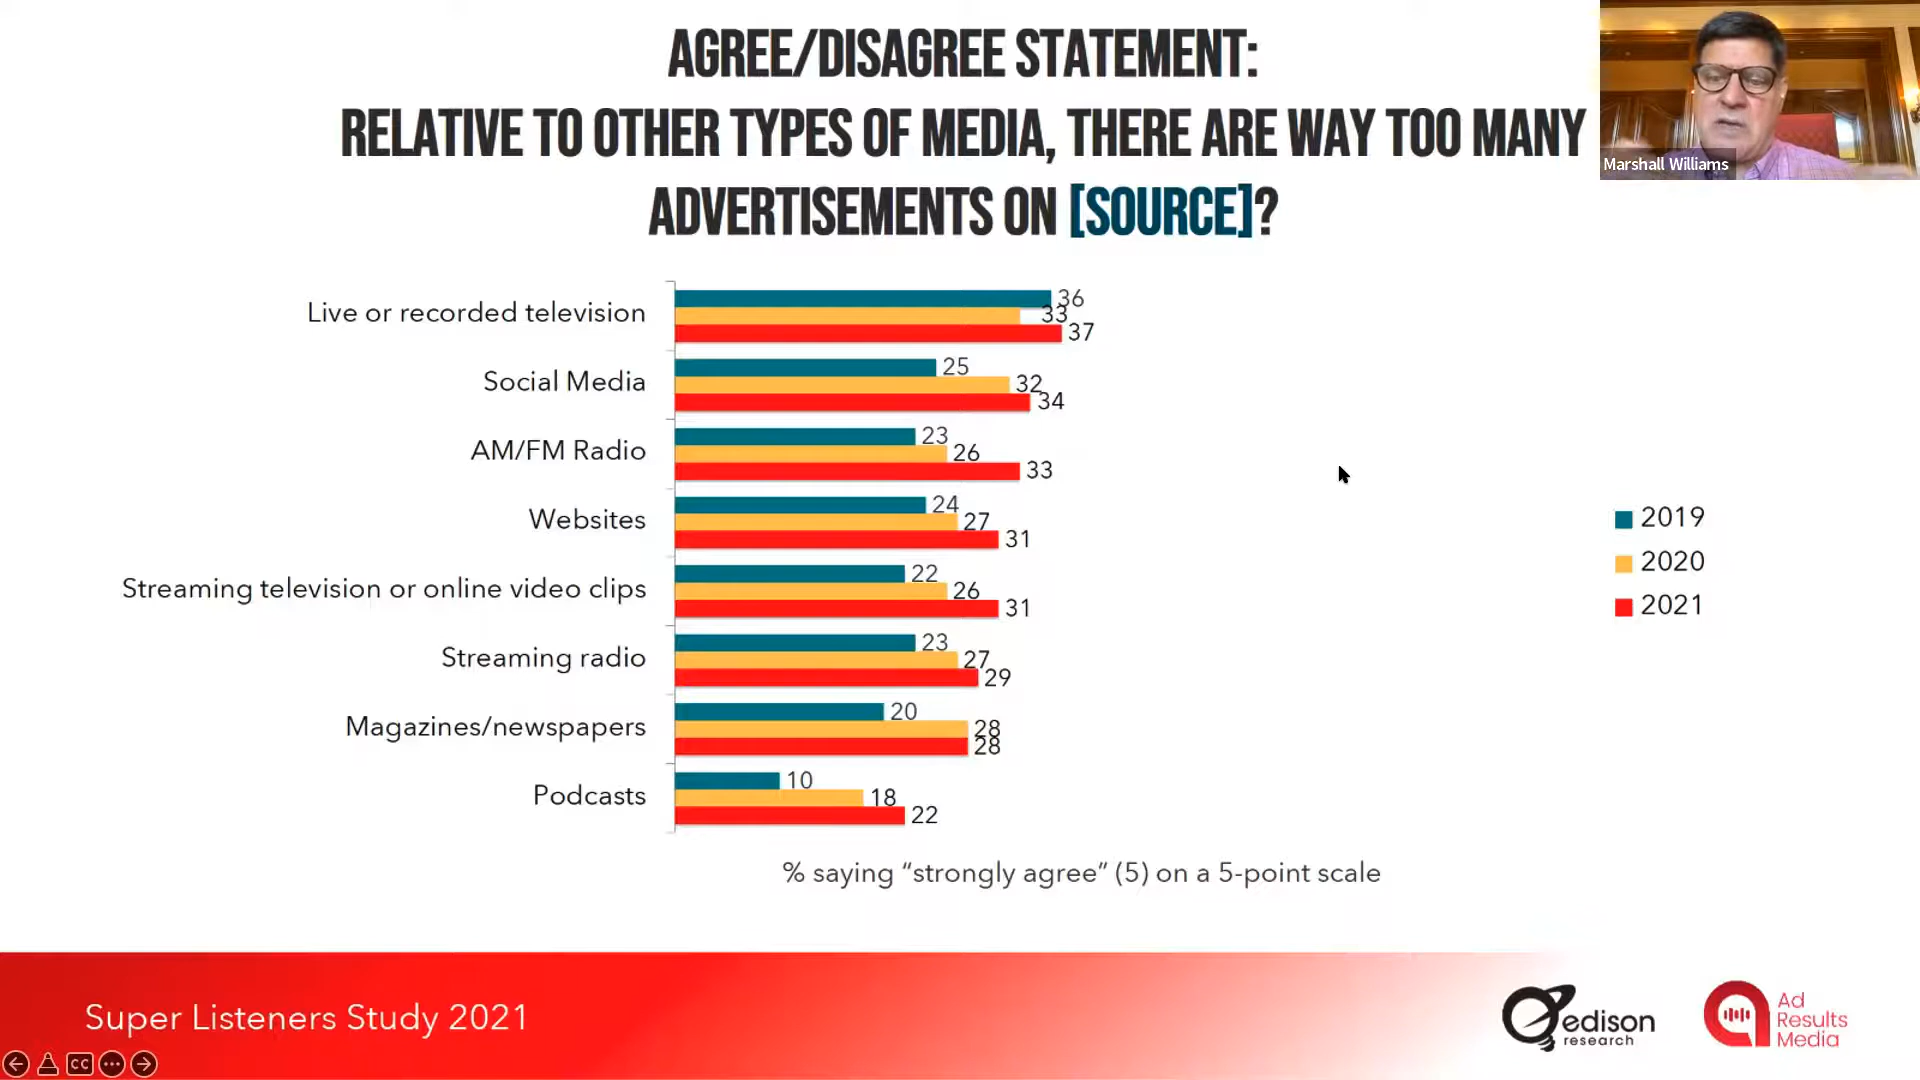 AGREE/DISAGREE STATEMENT:
RELATIVE TO OTHER TYPES OF MEDIA, THERE ARE WAY TOO MANY
ADVERTISEMENTS ON [SOURCE]?
Marshall Williams
Live or recorded television
36
33
37
Social Media
25
32
34
AM/FM Radio
23
26
33
Websites
24
27
31
Streaming television or online video clips
22
26
31
Streaming radio
23
27
29
Magazines/newspapers
20
28
28
Podcasts
10
18
22
2019
2020
2021
% saying “strongly agree” (5) on a 5-point scale
Super Listeners Study 2021
edison
research
Ad
Results
Media
CC